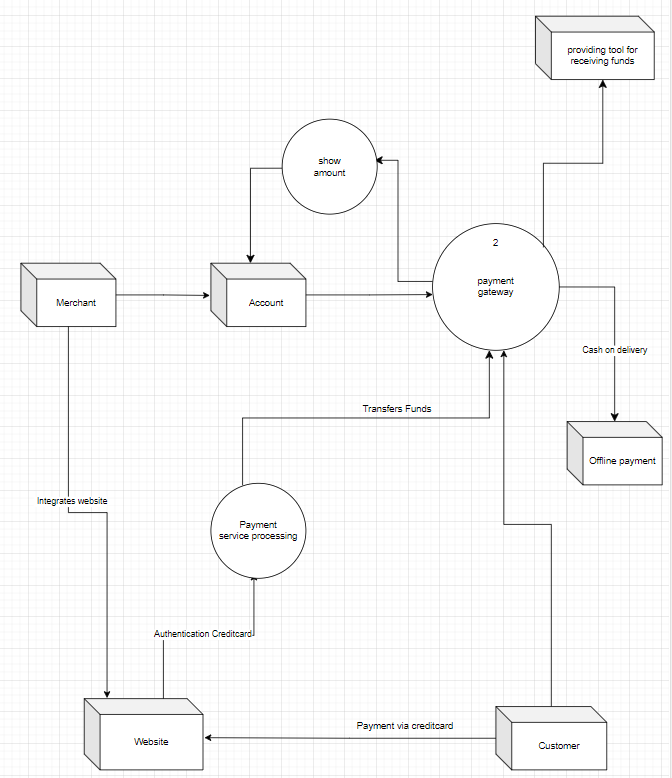 providing tool for
receiving funds
show
amount
2
payment
gateway
Merchant
Account
Cash on delivery
Transfers Funds
Offline payment
Integrates website
Payment
service processing
Authentication Creditcard
Payment via creditcard
Website
Customer